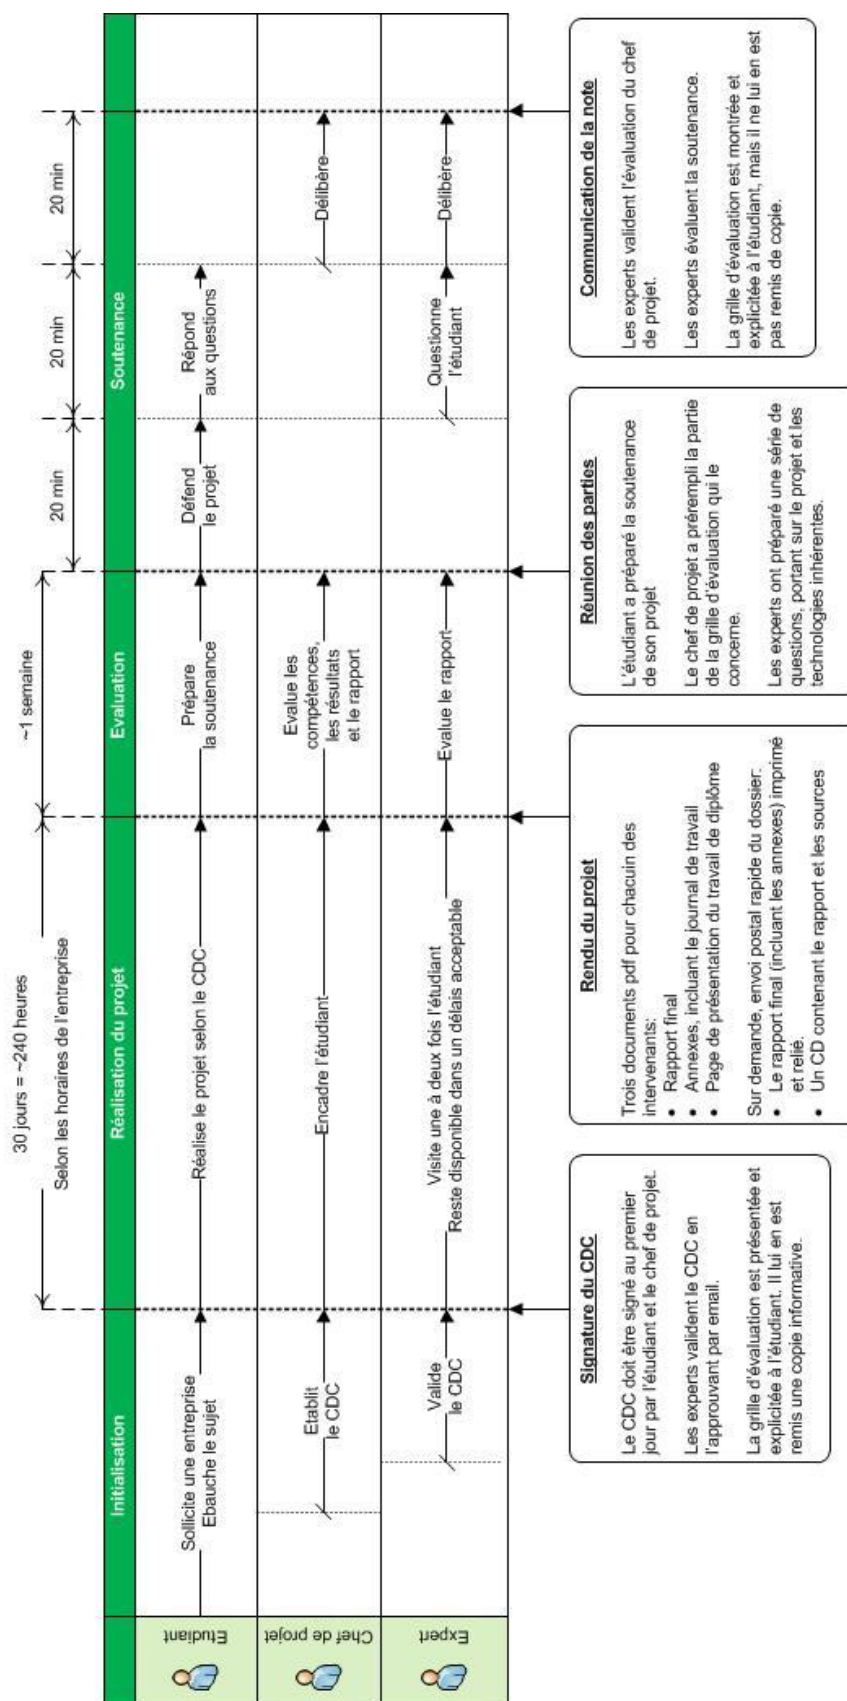 30 jours = ~240 heures
Selon les horaires de l'entreprise
~1 semaine
20 min
20 min
20 min
Initialisation
Réalisation du projet
Evaluation
Soutenance
Etudiant
Sollicite une entreprise
Ebauche le sujet
Réalise le projet selon le CDC
Prépare
la soutenance
Défend
le projet
Répond
aux questions
Chef de projet
Etablit
le CDC
Encadre l'étudiant
Evalue les
compétences,
les résultats
et le rapport
Délibère
Expert
Valide
le CDC
Visite une à deux fois l'étudiant
Reste disponible dans un délais acceptable
Evalue le rapport
Questionne
l'étudiant
Délibère
Signature du CDC
Le CDC doit être signé au premier
jour par l'étudiant et le chef de projet.
Les experts valident le CDC en
l'approuvant par email.
La grille d'évaluation est présentée et
explicitée à l'étudiant. Il lui en est
remis une copie informative.
Rendu du projet
Trois documents pdf pour chacuin des
intervenants:
• Rapport final
• Annexes, incluant le journal de travail
• Page de présentation du travail de diplôme
Sur demande, envoi postal rapide du dossier:
• Le rapport final (incluant les annexes) imprimé
et relié.
• Un CD contenant le rapport et les sources
Réunion des parties
L'étudiant a préparé la soutenance
de son projet
Le chef de projet a prérempli la partie
de la grille d'évaluation qui le
concerne.
Les experts ont préparé une série de
questions, portant sur le projet et les
technologies inhérentes.
Communication de la note
Les experts valident l'évaluation du chef
de projet.
Les experts évaluent la soutenance.
La grille d'évaluation est montrée et
explicitée à l'étudiant, mais il ne lui en est
pas remis de copie.